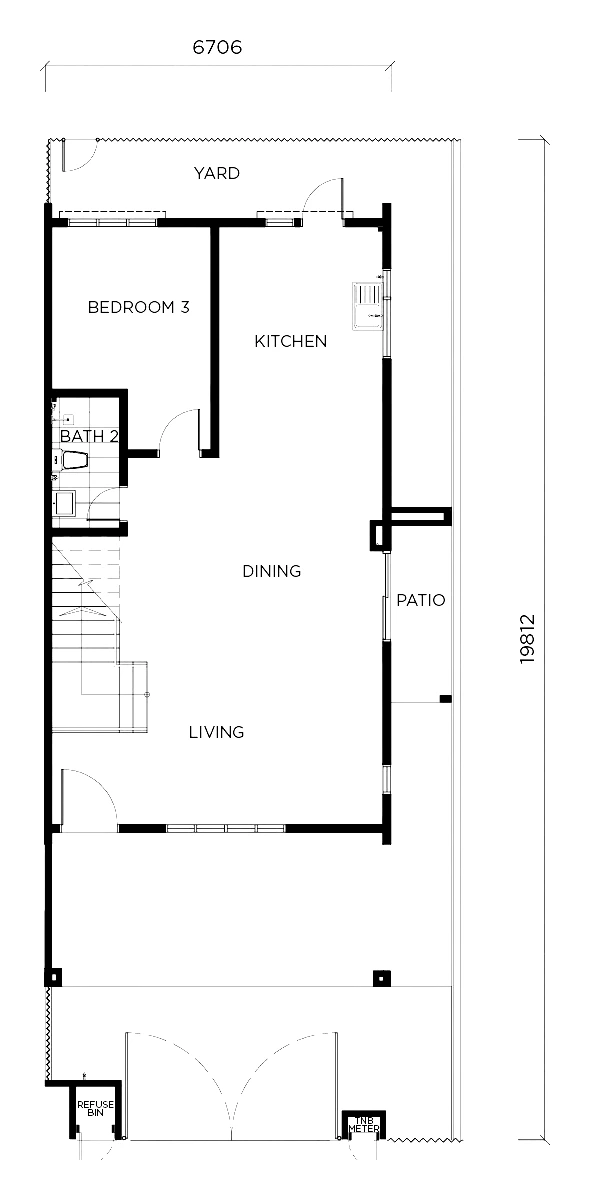 6706
YARD
BEDROOM 3
KITCHEN
BATH 2
DINING
PATIO
19812
LIVING
REFUSE
BIN
TNB
METER